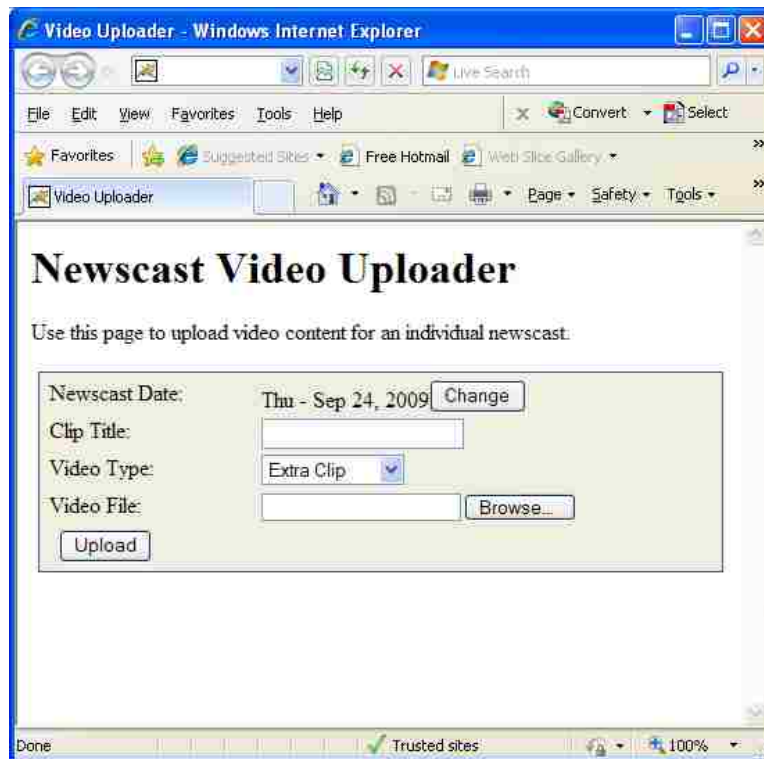 Video Uploader - Windows Internet Explorer
Live Search
File Edit View Favorites Tools Help
Convert Select
Favorites Suggested Sites Free Hotmail Web Slice Gallery
Video Uploader Page Safety Tools
Newscast Video Uploader
Use this page to upload video content for an individual newscast.
Newscast Date: Thu - Sep 24, 2009 Change
Clip Title:
Video Type: Extra Clip
Video File: Browse...
Upload
Done Trusted sites 100%